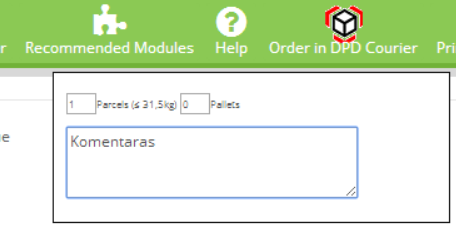 r Recommended Modules Help Order in DPD Courier Pri
1 Parcels (≤ 31,5kg) 0 Pallets
Komentaras
e